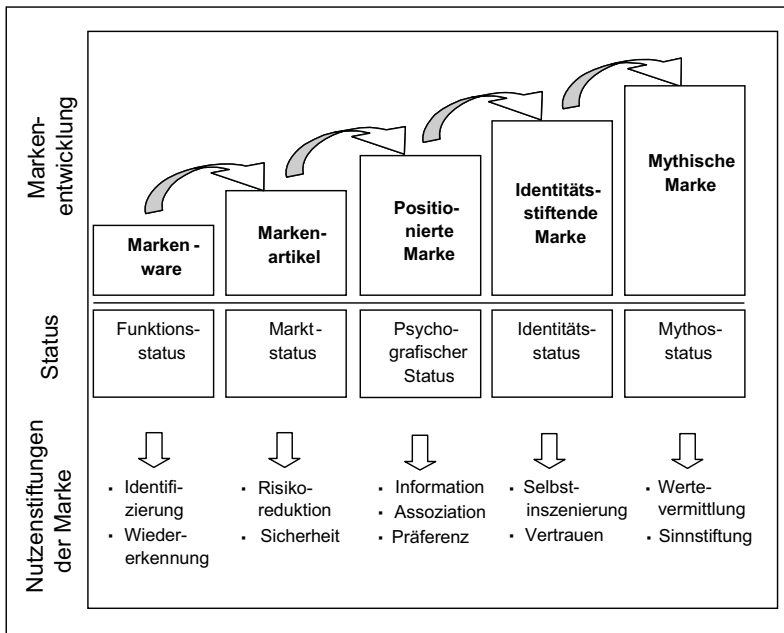 Marken-
entwicklung
Marken-
ware
Marken-
artikel
Positio-
nierte
Marke
Identitäts-
stiftende
Marke
Mythische
Marke
Status
Funktions-
status
Markt-
status
Psycho-
grafischer
Status
Identitäts-
status
Mythos-
status
Nutzenstiftungen
der Marke
· Identifi-
zierung
· Wieder-
erkennung
· Risiko-
reduktion
· Sicherheit
· Information
· Assoziation
· Präferenz
· Selbst-
inszenierung
· Vertrauen
· Werte-
vermittlung
· Sinnstiftung